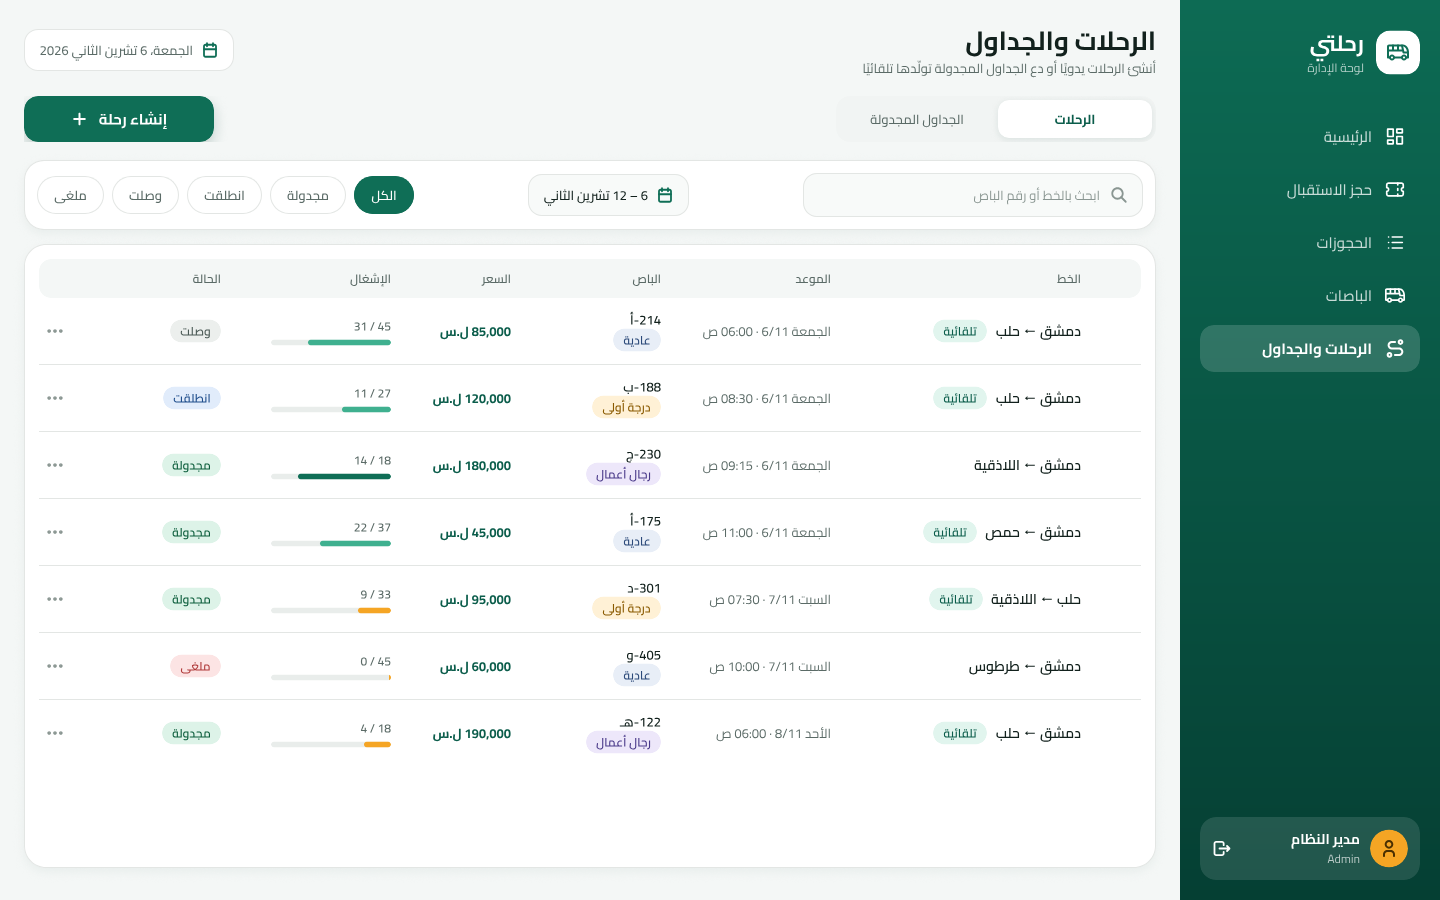 رحلتي
لوحة الإدارة
الرئيسية
حجز الاستقبال
الحجوزات
الباصات
الرحلات والجداول
مدير النظام
Admin
الرحلات والجداول
أنشئ الرحلات يدويًا أو دع الجداول المجدولة تولّدها تلقائيًا
الجمعة، 6 تشرين الثاني 2026
الرحلات
الجداول المجدولة
إنشاء رحلة
ابحث بالخط أو رقم الباص
6 – 12 تشرين الثاني
الكل
مجدولة
انطلقت
وصلت
ملغى
الخط الموعد الباص السعر الإشغال الحالة
دمشق ← حلب تلقائية الجمعة 6/11 · 06:00 ص 214-أ عادية 85,000 ل.س 31 / 45 وصلت
دمشق ← حلب تلقائية الجمعة 6/11 · 08:30 ص 188-ب درجة أولى 120,000 ل.س 11 / 27 انطلقت
دمشق ← اللاذقية الجمعة 6/11 · 09:15 ص 230-ج رجال أعمال 180,000 ل.س 14 / 18 مجدولة
دمشق ← حمص تلقائية الجمعة 6/11 · 11:00 ص 175-أ عادية 45,000 ل.س 22 / 37 مجدولة
حلب ← اللاذقية تلقائية السبت 7/11 · 07:30 ص 301-د درجة أولى 95,000 ل.س 9 / 33 مجدولة
دمشق ← طرطوس السبت 7/11 · 10:00 ص 405-و عادية 60,000 ل.س 0 / 45 ملغى
دمشق ← حلب تلقائية الأحد 8/11 · 06:00 ص 122-هـ رجال أعمال 190,000 ل.س 4 / 18 مجدولة